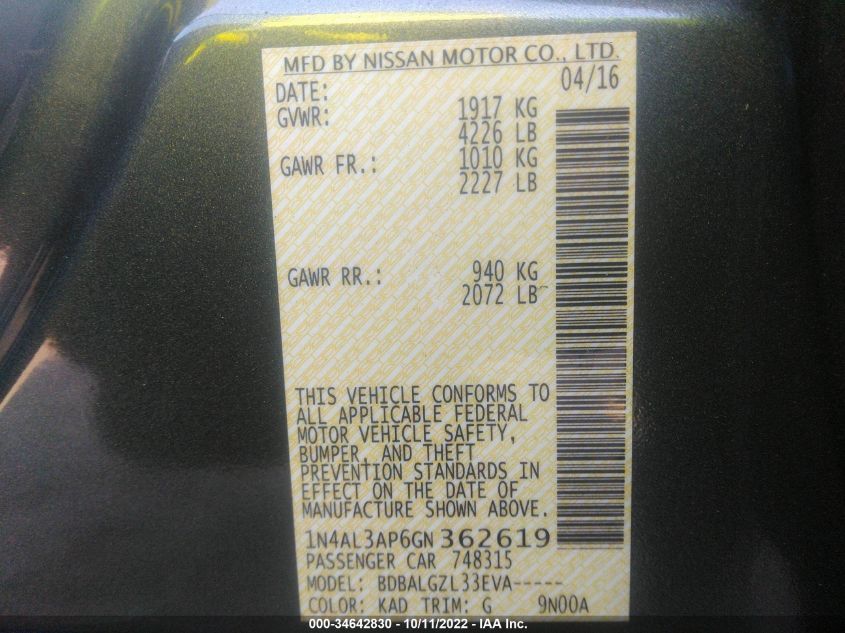 MFD BY NISSAN MOTOR CO., LTD.
DATE: 04/16
GVWR: 1917 KG
4226 LB
GAWR FR.: 1010 KG
2227 LB
GAWR RR.: 940 KG
2072 LB
THIS VEHICLE CONFORMS TO
ALL APPLICABLE FEDERAL
MOTOR VEHICLE SAFETY,
BUMPER, AND THEFT
PREVENTION STANDARDS IN
EFFECT ON THE DATE OF
MANUFACTURE SHOWN ABOVE.
1N4AL3AP6GN 362619
PASSENGER CAR 748315
MODEL: BDBALGZL33EVA-----
COLOR: KAD TRIM: G 9N00A
000-34642830 - 10/11/2022 - IAA Inc.